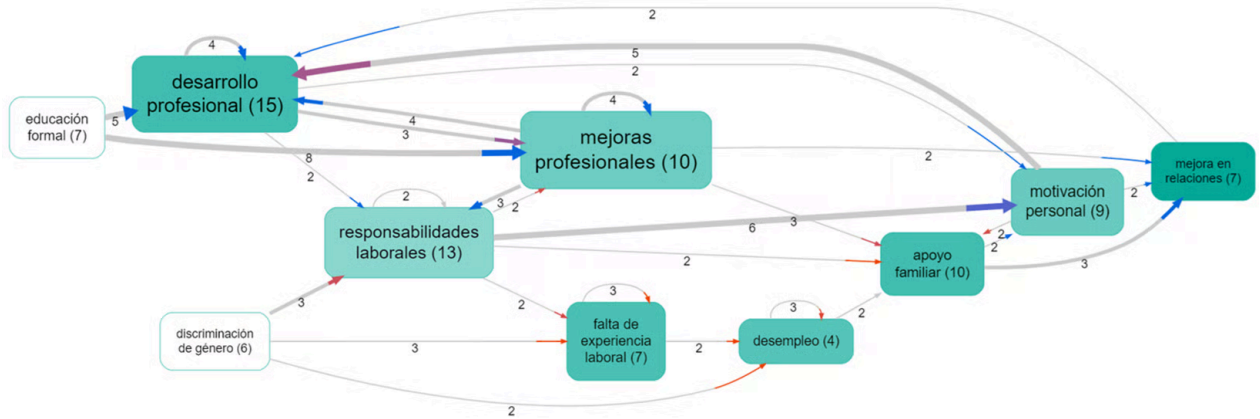 2
4
5
2
desarrollo
profesional (15)
educación
formal (7)
5
4
3
4
mejoras
profesionales (10)
8
2
2
mejora en
relaciones (7)
motivación
personal (9)
2
2
3
2
responsabilidades
laborales (13)
6
3
2
2
apoyo
familiar (10)
2
3
3
2
3
falta de
experiencia
laboral (7)
3
2
desempleo (4)
2
discriminación
de género (6)
3
2